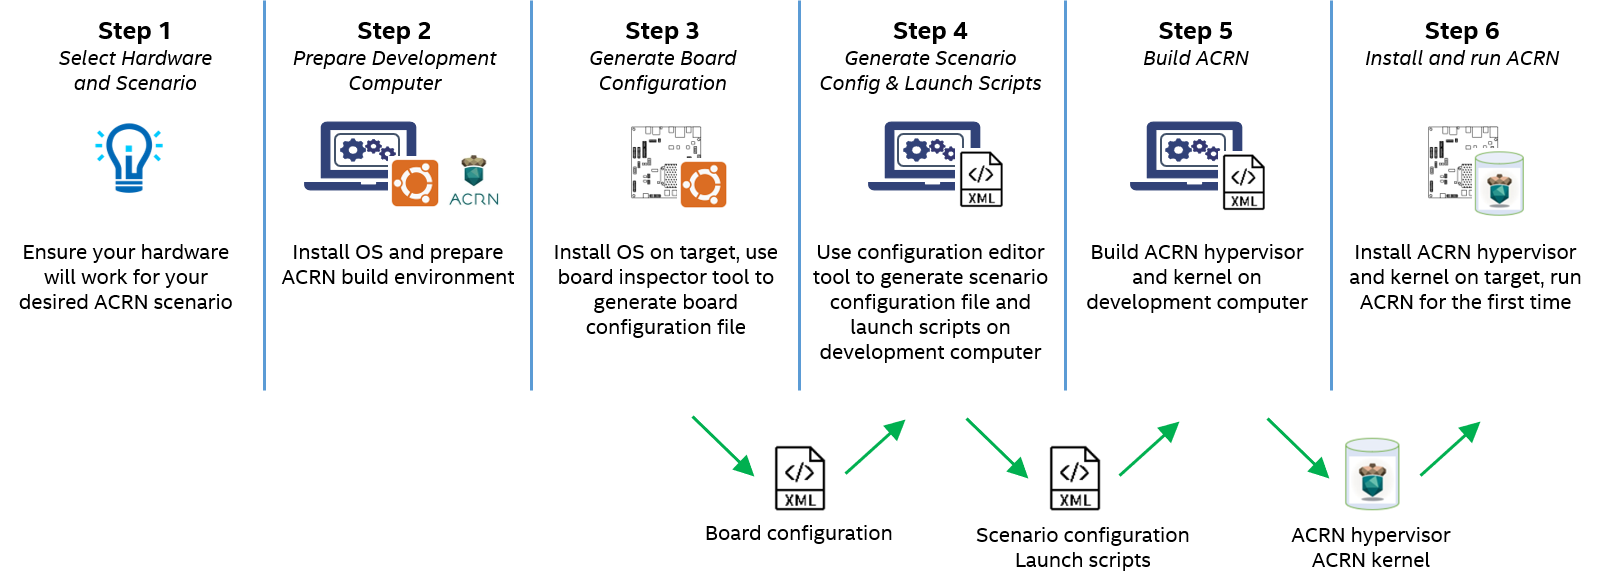 Step 1
Select Hardware
and Scenario
Ensure your hardware
will work for your
desired ACRN scenario
Step 2
Prepare Development
Computer
ACRN
Install OS and prepare
ACRN build environment
Step 3
Generate Board
Configuration
Install OS on target, use
board inspector tool to
generate board
configuration file
Step 4
Generate Scenario
Config & Launch Scripts
</>
XML
Use configuration editor
tool to generate scenario
configuration file and
launch scripts on
development computer
Step 5
Build ACRN
</>
XML
Build ACRN hypervisor
and kernel on
development computer
Step 6
Install and run ACRN
Install ACRN hypervisor
and kernel on target, run
ACRN for the first time
</>
XML
Board configuration
</>
XML
Scenario configuration
Launch scripts
ACRN hypervisor
ACRN kernel